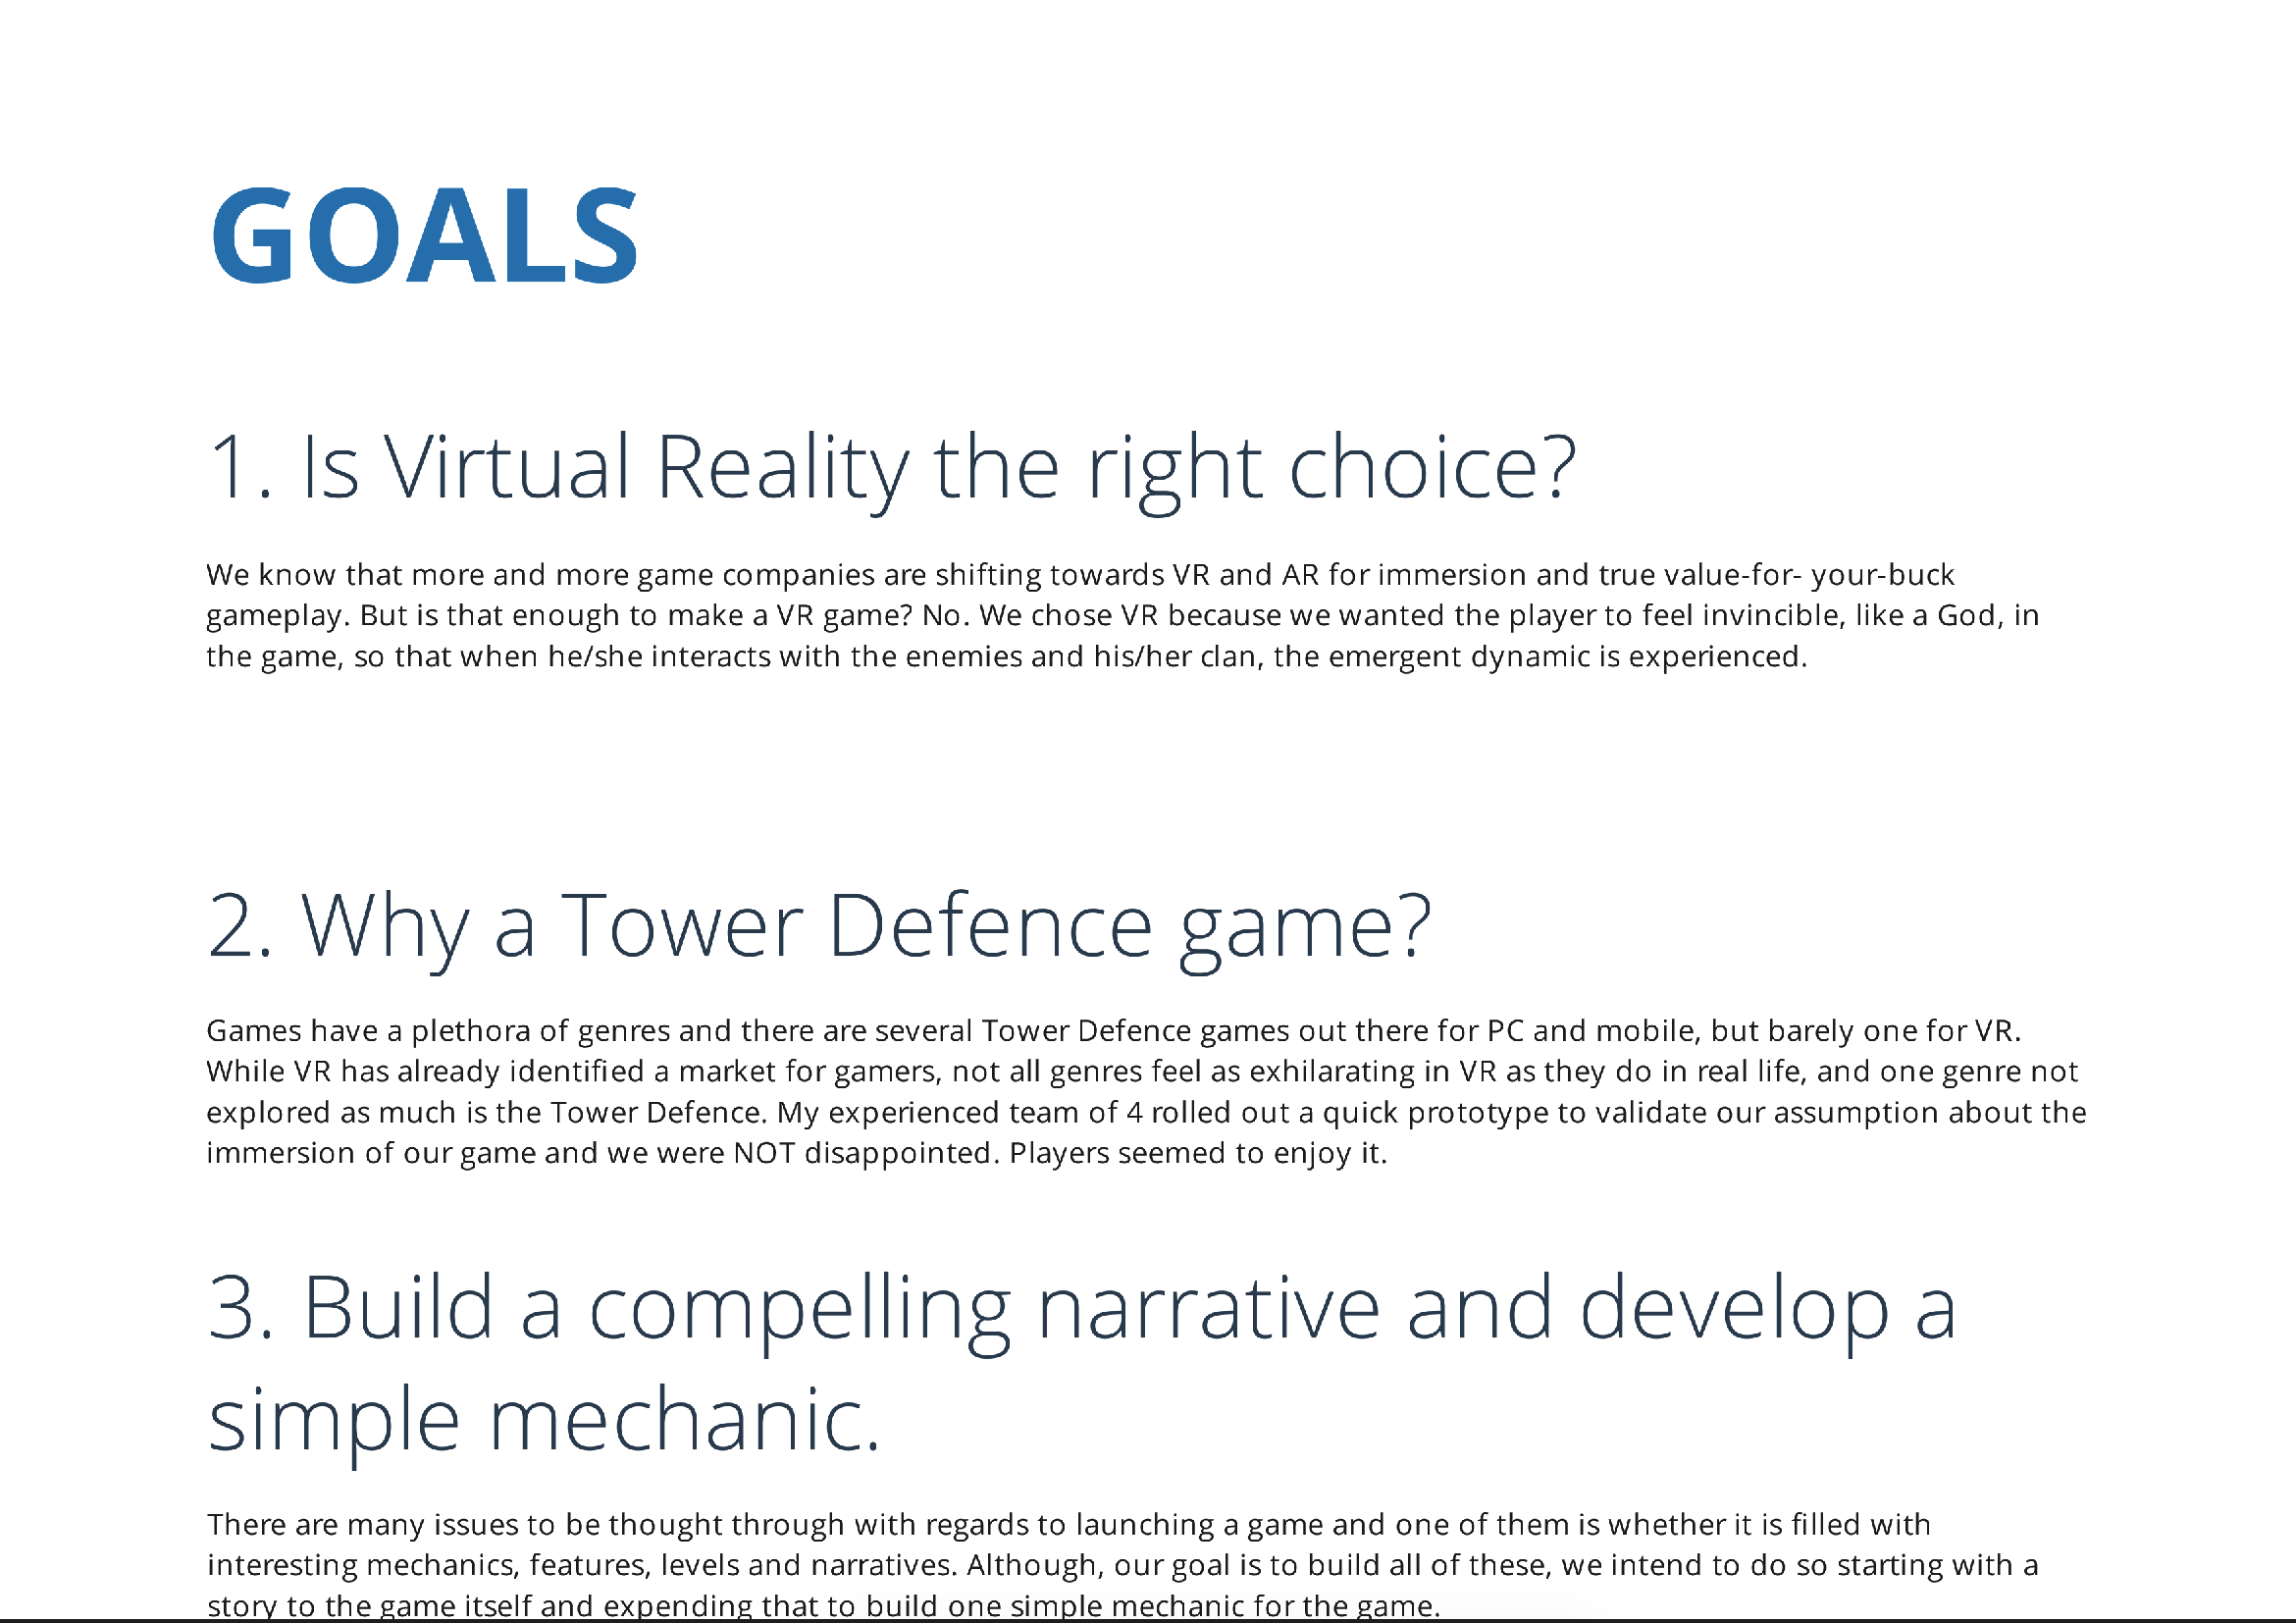 GOALS
1. Is Virtual Reality the right choice?
We know that more and more game companies are shifting towards VR and AR for immersion and true value-for- your-buck
gameplay. But is that enough to make a VR game? No. We chose VR because we wanted the player to feel invincible, like a God, in
the game, so that when he/she interacts with the enemies and his/her clan, the emergent dynamic is experienced.
2. Why a Tower Defence game?
Games have a plethora of genres and there are several Tower Defence games out there for PC and mobile, but barely one for VR.
While VR has already identified a market for gamers, not all genres feel as exhilarating in VR as they do in real life, and one genre not
explored as much is the Tower Defence. My experienced team of 4 rolled out a quick prototype to validate our assumption about the
immersion of our game and we were NOT disappointed. Players seemed to enjoy it.
3. Build a compelling narrative and develop a
simple mechanic.
There are many issues to be thought through with regards to launching a game and one of them is whether it is filled with
interesting mechanics, features, levels and narratives. Although, our goal is to build all of these, we intend to do so starting with a
story to the game itself and expending that to build one simple mechanic for the game.